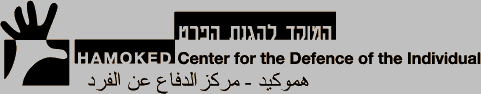 המוקד להגנת הפרט
HAMOKED Center for the Defence of the Individual
هموكيد - مركز الدفاع عن الفرد